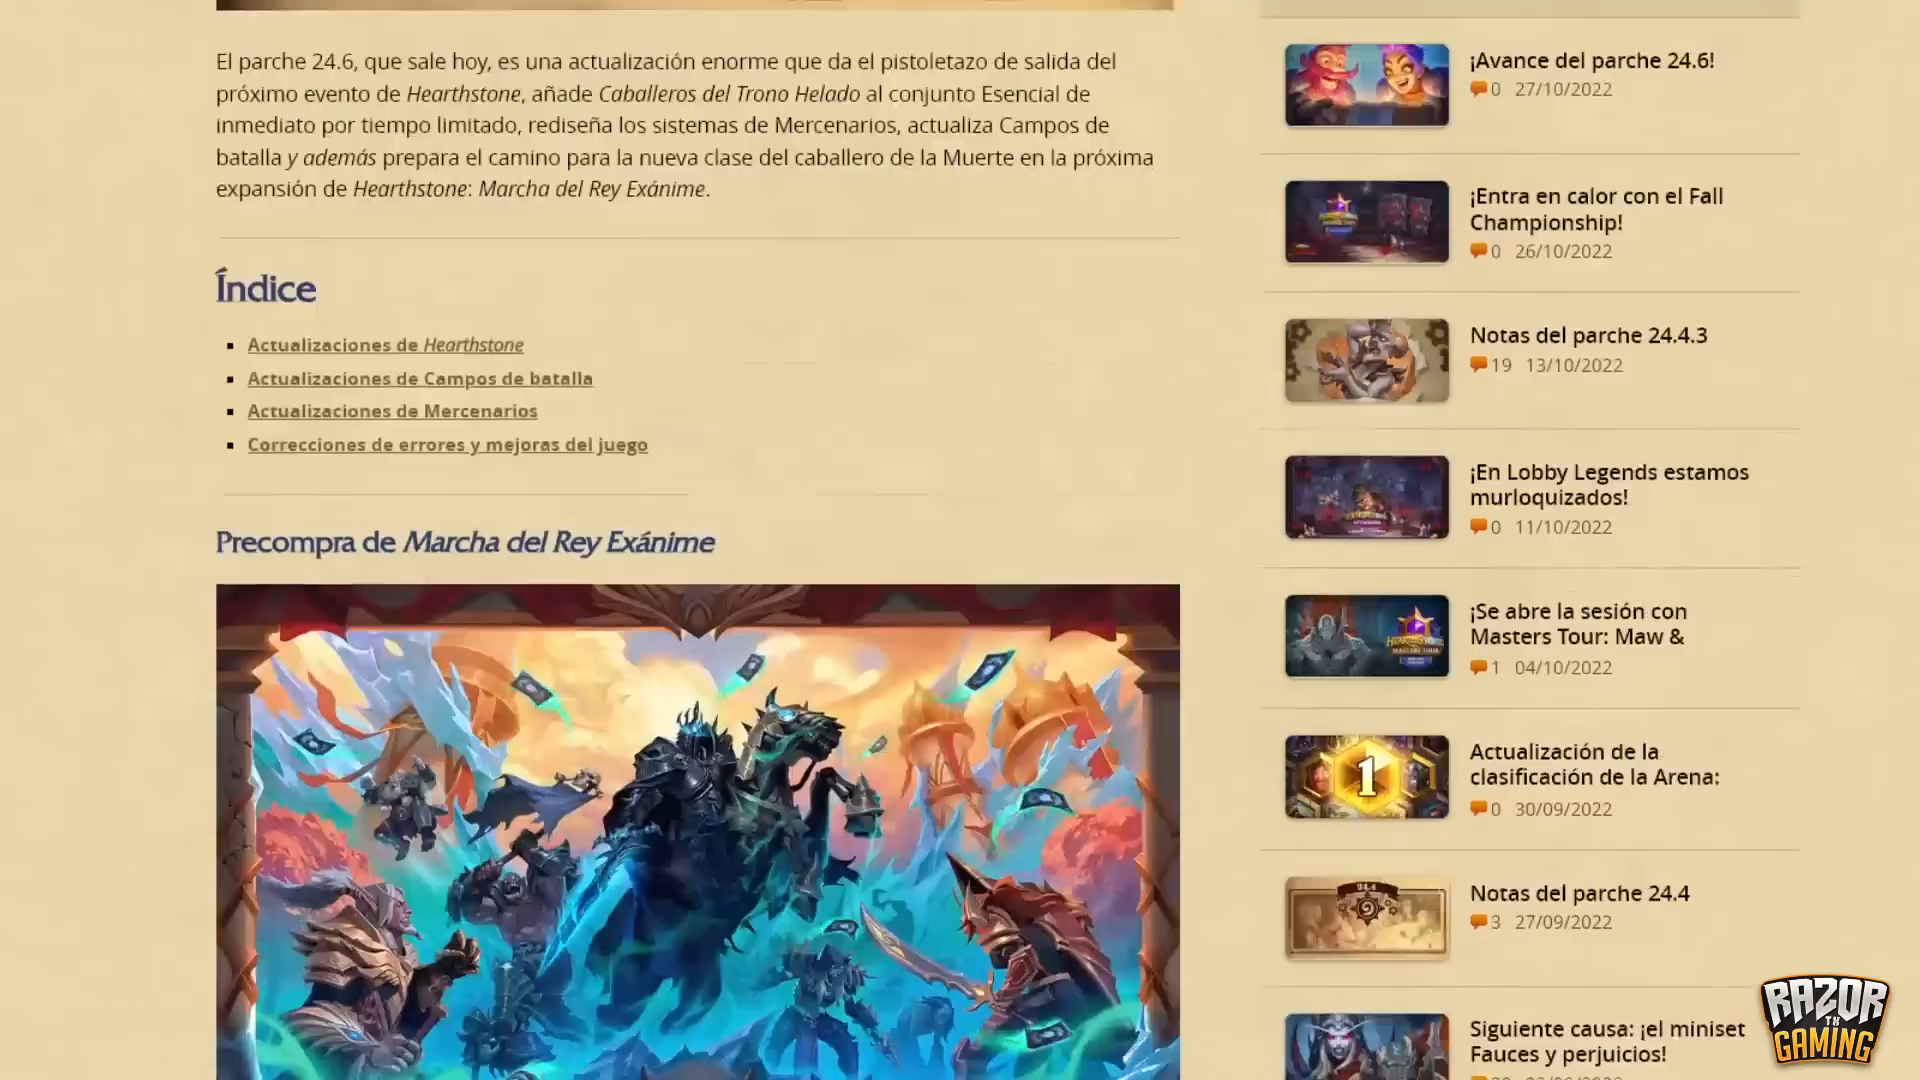 El parche 24.6, que sale hoy, es una actualización enorme que da el pistoletazo de salida del
próximo evento de Hearthstone, añade Caballeros del Trono Helado al conjunto Esencial de
inmediato por tiempo limitado, rediseña los sistemas de Mercenarios, actualiza Campos de
batalla y además prepara el camino para la nueva clase del caballero de la Muerte en la próxima
expansión de Hearthstone: Marcha del Rey Exánime.
Índice
Actualizaciones de Hearthstone
Actualizaciones de Campos de batalla
Actualizaciones de Mercenarios
Correcciones de errores y mejoras del juego
Precompra de Marcha del Rey Exánime
¡Avance del parche 24.6!
0 27/10/2022
¡Entra en calor con el Fall
Championship!
0 26/10/2022
Notas del parche 24.4.3
19 13/10/2022
¡En Lobby Legends estamos
murloquizados!
0 11/10/2022
¡Se abre la sesión con
Masters Tour: Maw &
1 04/10/2022
HEARTHSTONE
MASTERS TOUR
Actualización de la
clasificación de la Arena:
0 30/09/2022
1
Notas del parche 24.4
3 27/09/2022
24.4
Siguiente causa: ¡el miniset
Fauces y perjuicios!
RAZOR
TX
GAMING